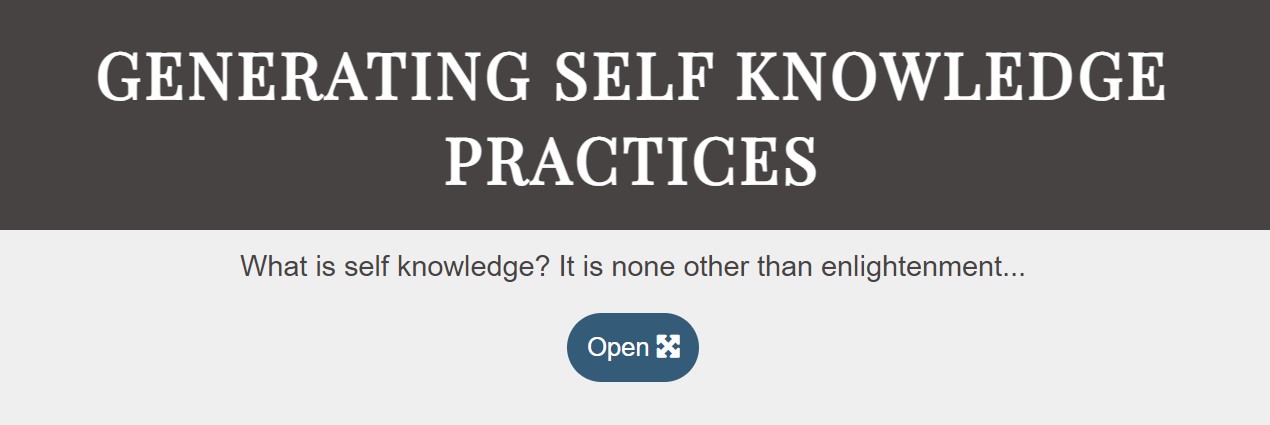 GENERATING SELF KNOWLEDGE
PRACTICES
What is self knowledge? It is none other than enlightenment...
Open